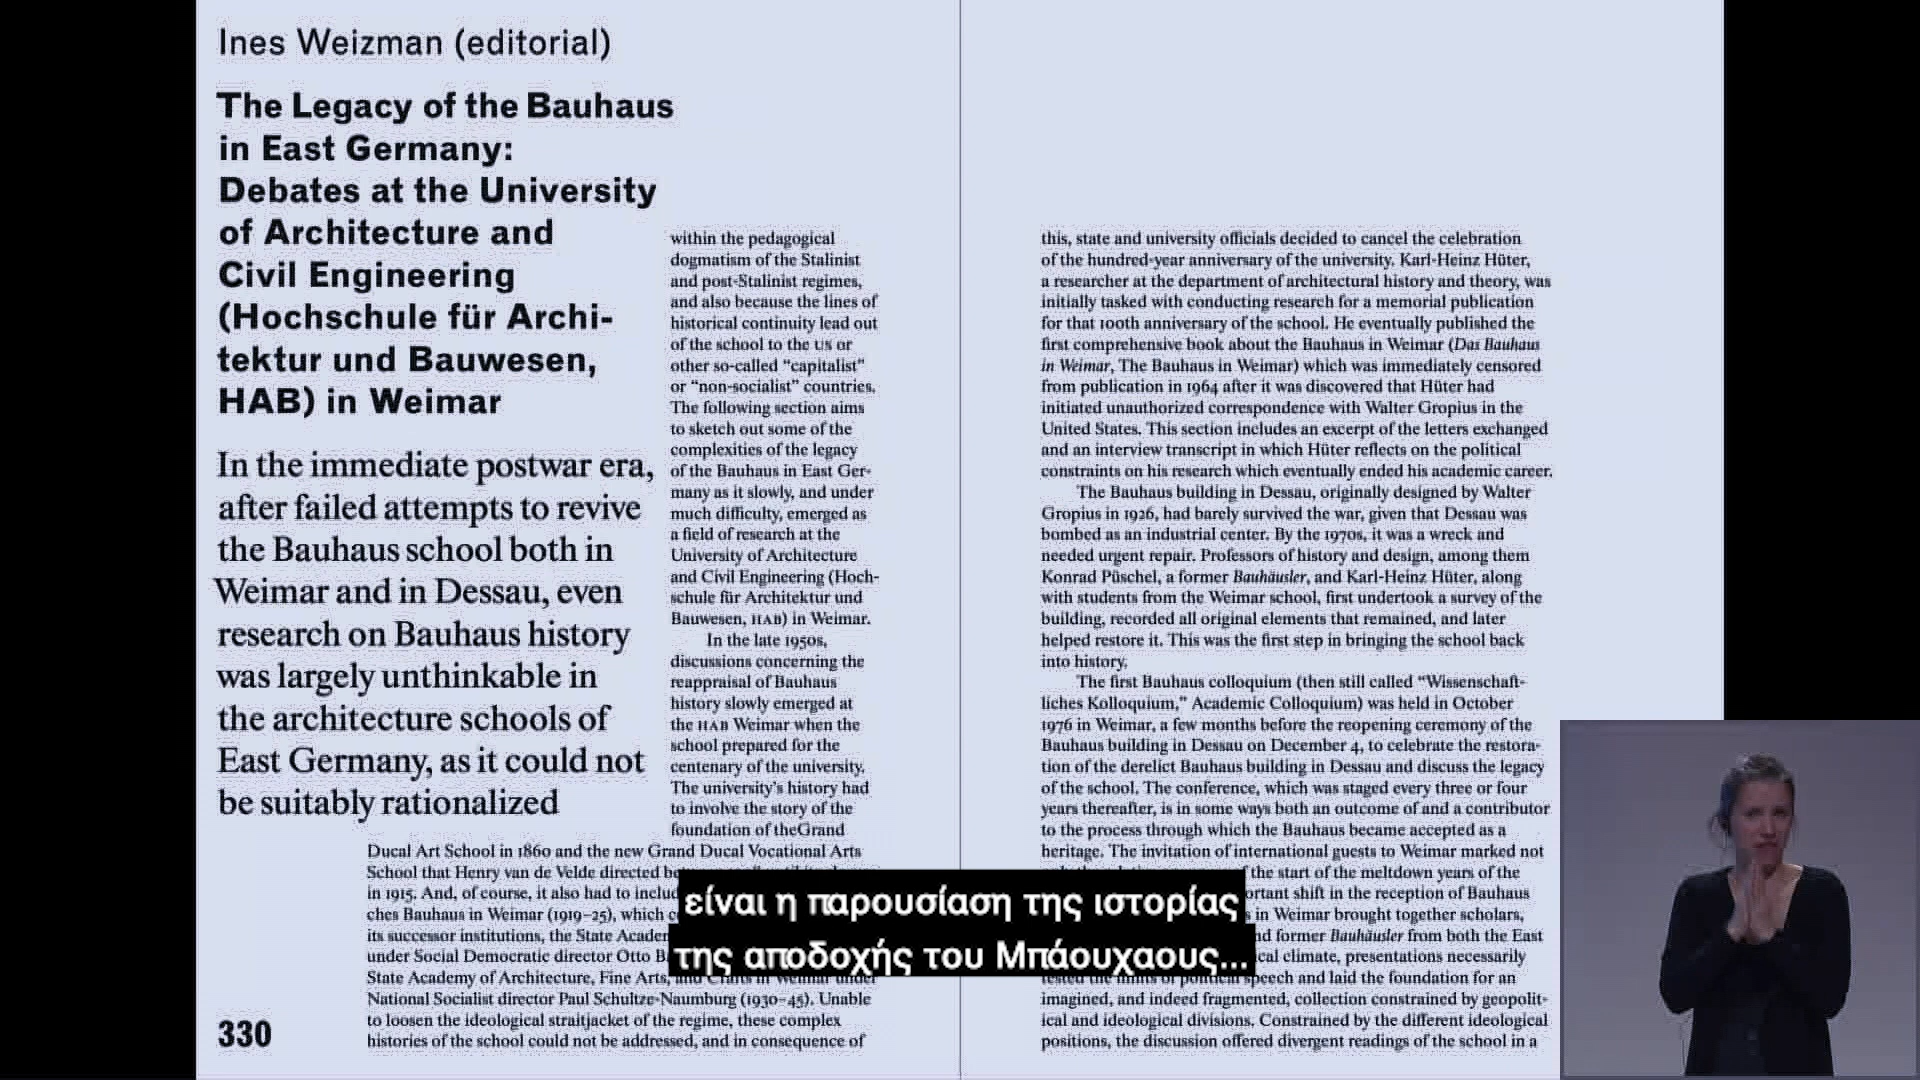 Ines Weizman (editorial)
The Legacy of the Bauhaus
in East Germany:
Debates at the University
of Architecture and
Civil Engineering
(Hochschule für Archi-
tektur und Bauwesen,
HAB) in Weimar
In the immediate postwar era,
after failed attempts to revive
the Bauhaus school both in
Weimar and in Dessau, even
research on Bauhaus history
was largely unthinkable in
the architecture schools of
East Germany, as it could not
be suitably rationalized
within the pedagogical
dogmatism of the Stalinist
and post-Stalinist regimes,
and also because the lines of
historical continuity lead out
of the school to the US or
other so-called “capitalist”
or “non-socialist” countries.
The following section aims
to sketch out some of the
complexities of the legacy
of the Bauhaus in East Ger-
many as it slowly, and under
much difficulty, emerged as
a field of research at the
University of Architecture
and Civil Engineering (Hoch-
schule für Architektur und
Bauwesen, HAB) in Weimar.
In the late 1950s,
discussions concerning the
reappraisal of Bauhaus
history slowly emerged at
the HAB Weimar when the
school prepared for the
centenary of the university.
The university’s history had
to involve the story of the
foundation of theGrand
Ducal Art School in 1860 and the new Grand Ducal Vocational Arts
School that Henry van de Velde directed
in 1915. And, of course, it also had to
ches Bauhaus in Weimar (1919–25), which
its successor institutions, the State
under Social Democratic director Otto
State Academy of Architecture, Fine Arts, and Crafts in Weimar under
National Socialist director Paul Schultze-Naumburg (1930–45). Unable
to loosen the ideological straitjacket of the regime, these complex
histories of the school could not be addressed, and in consequence of
330
this, state and university officials decided to cancel the celebration
of the hundred-year anniversary of the university. Karl-Heinz Hüter,
a researcher at the department of architectural history and theory, was
initially tasked with conducting research for a memorial publication
for that 100th anniversary of the school. He eventually published the
first comprehensive book about the Bauhaus in Weimar (Das Bauhaus
in Weimar, The Bauhaus in Weimar) which was immediately censored
from publication in 1964 after it was discovered that Hüter had
initiated unauthorized correspondence with Walter Gropius in the
United States. This section includes an excerpt of the letters exchanged
and an interview transcript in which Hüter reflects on the political
constraints on his research which eventually ended his academic career.
The Bauhaus building in Dessau, originally designed by Walter
Gropius in 1926, had barely survived the war, given that Dessau was
bombed as an industrial center. By the 1970s, it was a wreck and
needed urgent repair. Professors of history and design, among them
Konrad Püschel, a former Bauhäusler, and Karl-Heinz Hüter, along
with students from the Weimar school, first undertook a survey of the
building, recorded all original elements that remained, and later
helped restore it. This was the first step in bringing the school back
into history.
The first Bauhaus colloquium (then still called “Wissenschaft-
liches Kolloquium,” Academic Colloquium) was held in October
1976 in Weimar, a few months before the reopening ceremony of the
Bauhaus building in Dessau on December 4, to celebrate the restora-
tion of the derelict Bauhaus building in Dessau and discuss the legacy
of the school. The conference, which was staged every three or four
years thereafter, is in some ways both an outcome of and a contributor
to the process through which the Bauhaus became accepted as a
heritage. The invitation of international guests to Weimar marked not
the start of the meltdown years of the
shift in the reception of Bauhaus
in Weimar brought together scholars,
former Bauhäusler from both the East
climate, presentations necessarily
tested the limits of political speech and laid the foundation for an
imagined, and indeed fragmented, collection constrained by geopolit-
ical and ideological divisions. Constrained by the different ideological
positions, the discussion offered divergent readings of the school in a
είναι η παρουσίαση της ιστορίας
της αποδοχής του Μπάουχαους...